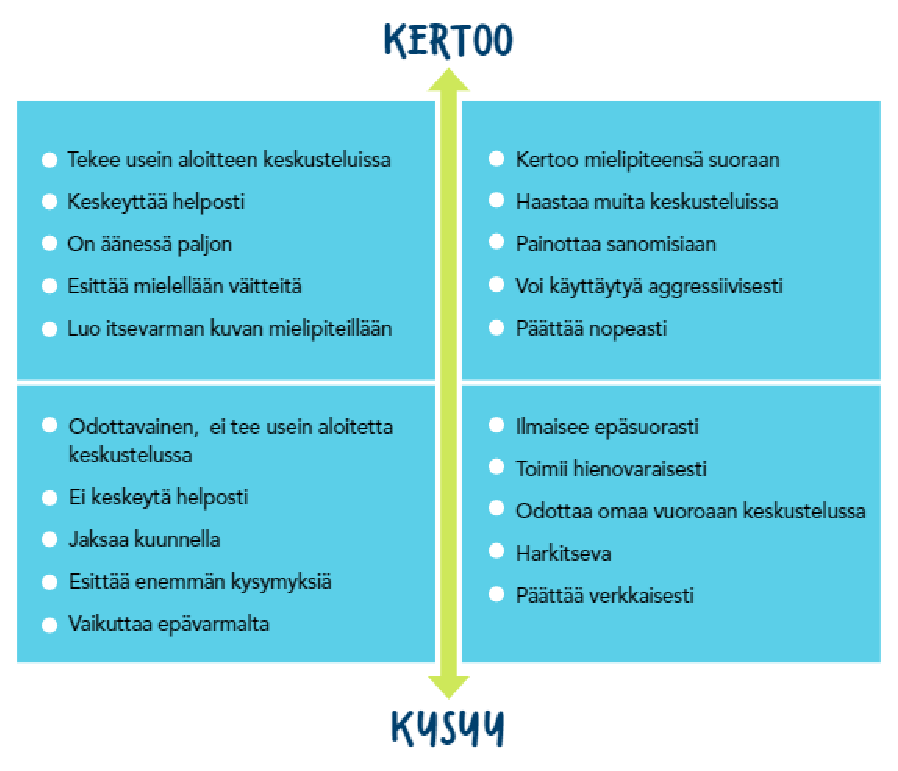 KERTOO
Tekee usein aloitteen keskusteluissa
Keskeyttää helposti
On äänessä paljon
Esittää mielellään väitteitä
Luo itsevarman kuvan mielipiteillään
Kertoo mielipiteensä suoraan
Haastaa muita keskusteluissa
Painottaa sanomisiaan
Voi käyttäytyä aggressiivisesti
Päättää nopeasti
Odottavainen, ei tee usein aloitetta
keskustelussa
Ei keskeytä helposti
Jaksaa kuunnella
Esittää enemmän kysymyksiä
Vaikuttaa epävarmalta
Ilmaisee epäsuorasti
Toimii hienovaraisesti
Odottaa omaa vuoroaan keskustelussa
Harkitseva
Päättää verkkaisesti
KYSYY